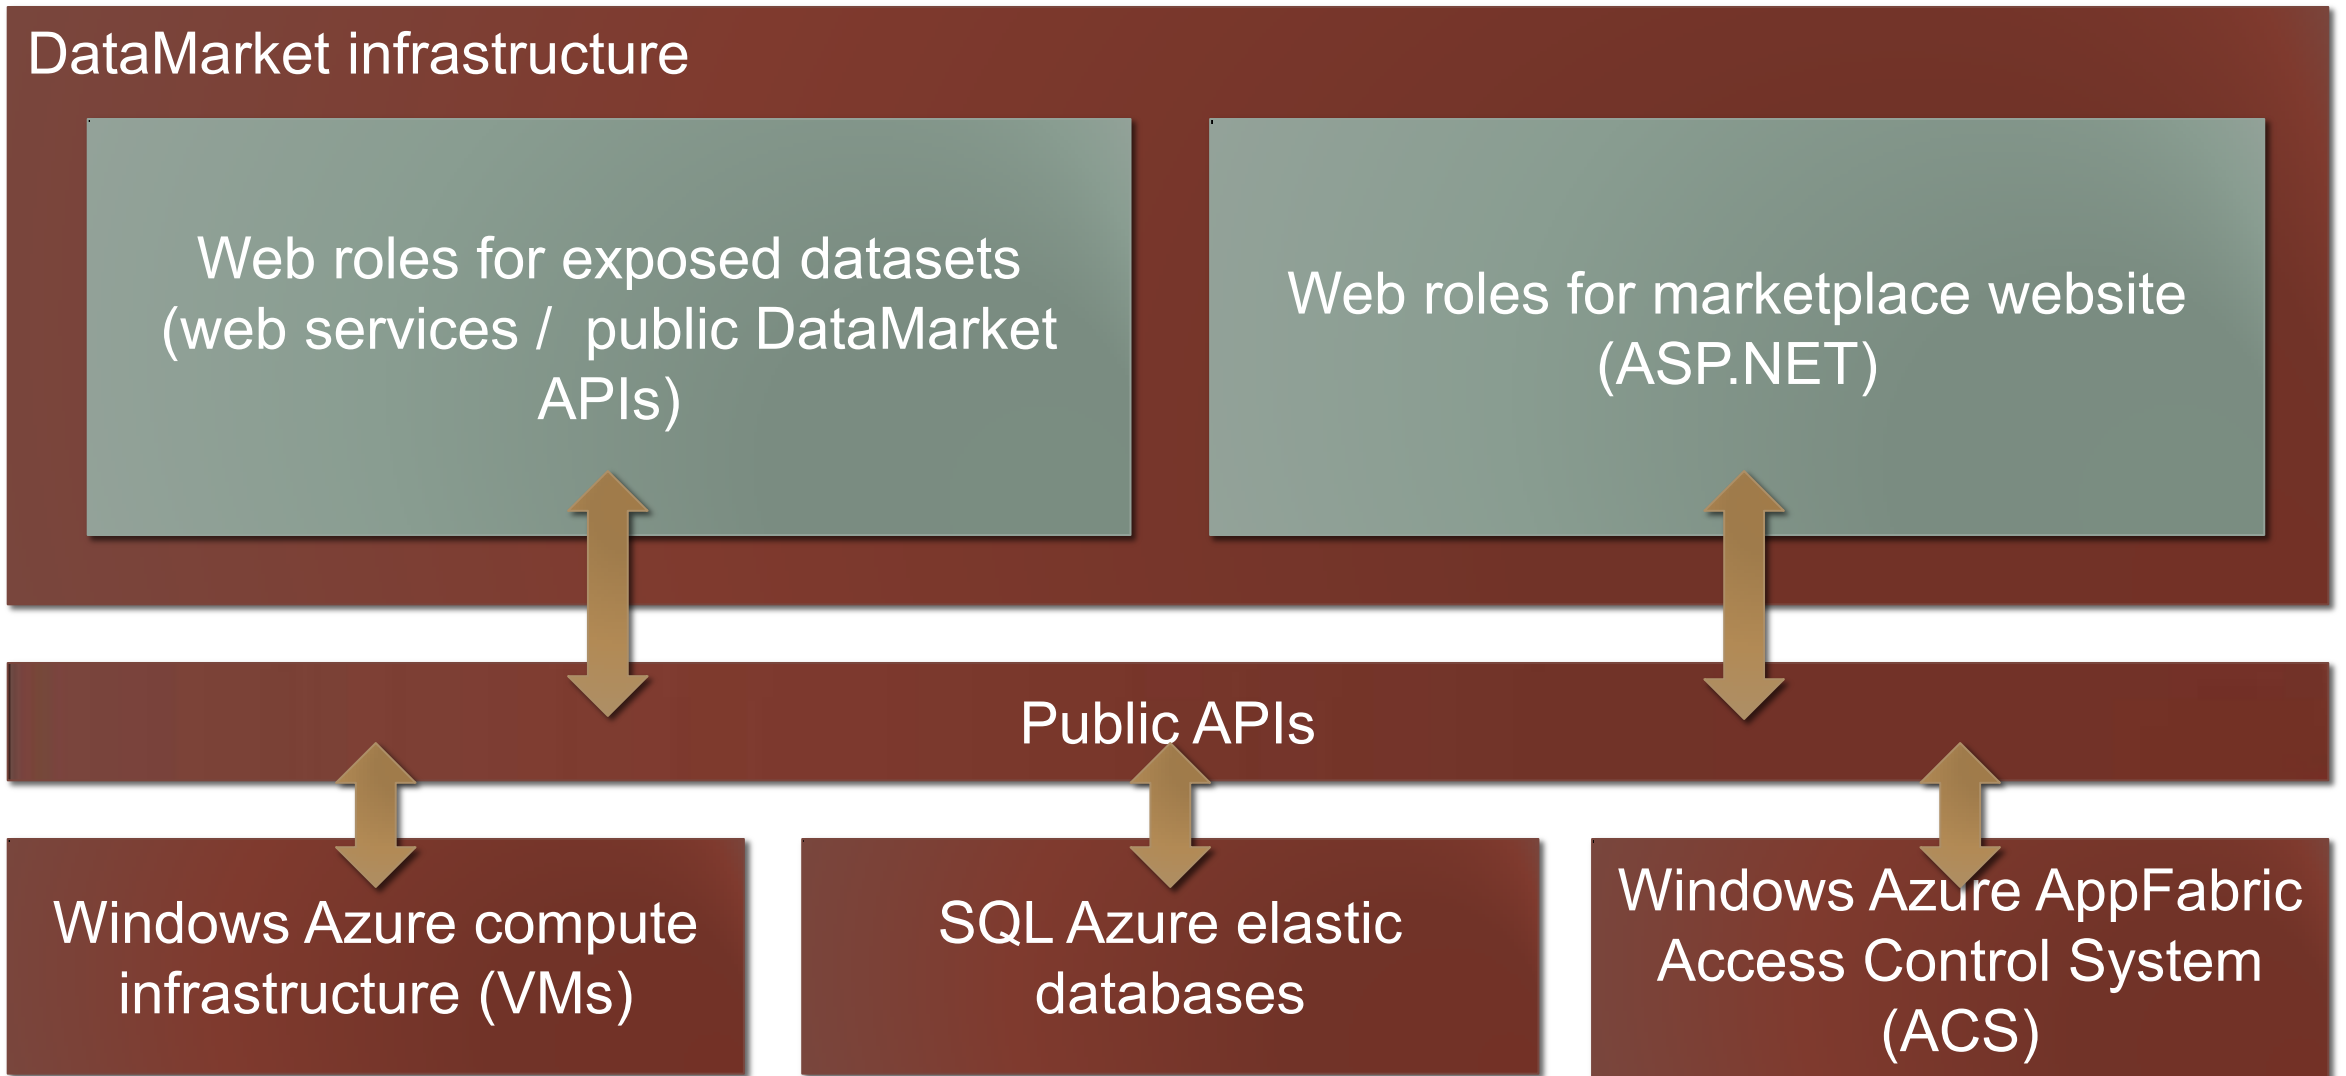 DataMarket infrastructure
Web roles for exposed datasets
(web services /  public DataMarket
APIs)
Web roles for marketplace website
(ASP.NET)
Public APIs
Windows Azure compute
infrastructure (VMs)
SQL Azure elastic
databases
Windows Azure AppFabric
Access Control System
(ACS)